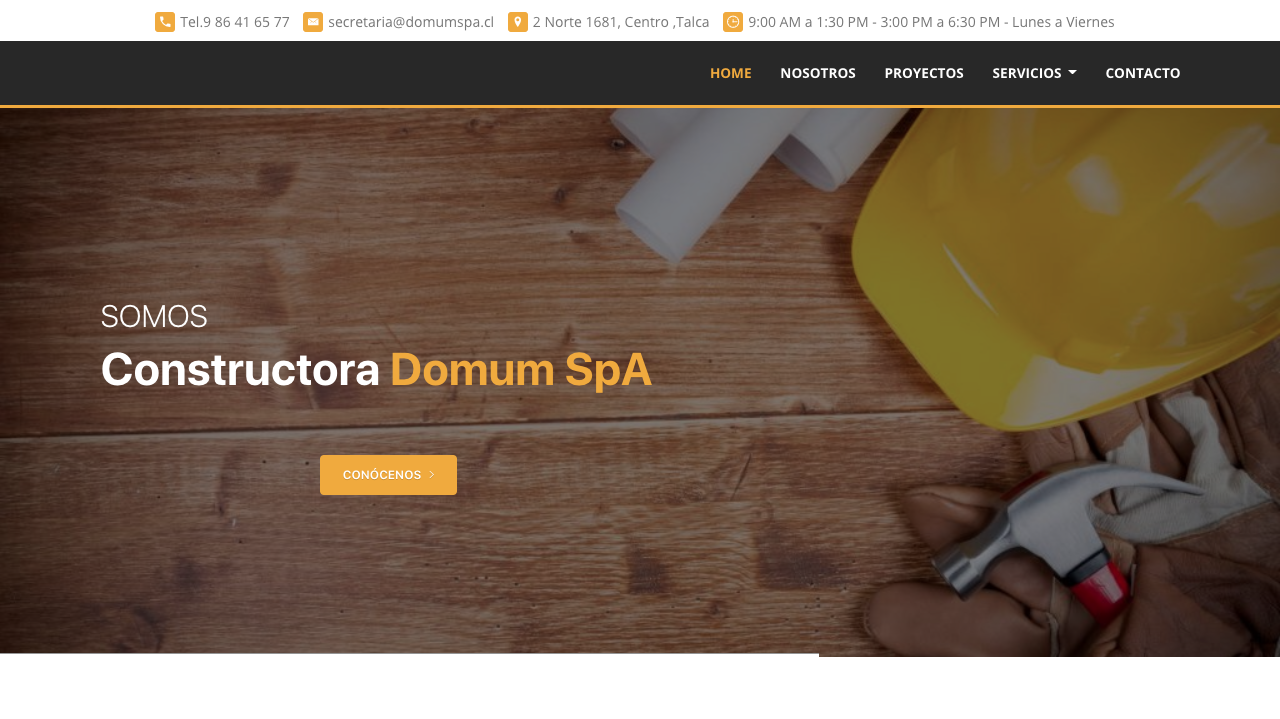 Tel.9 86 41 65 77 secretaria@domumspa.cl 2 Norte 1681, Centro ,Talca 9:00 AM a 1:30 PM - 3:00 PM a 6:30 PM - Lunes a Viernes
HOME NOSOTROS PROYECTOS SERVICIOS CONTACTO
SOMOS
Constructora Domum SpA
CONÓCENOS